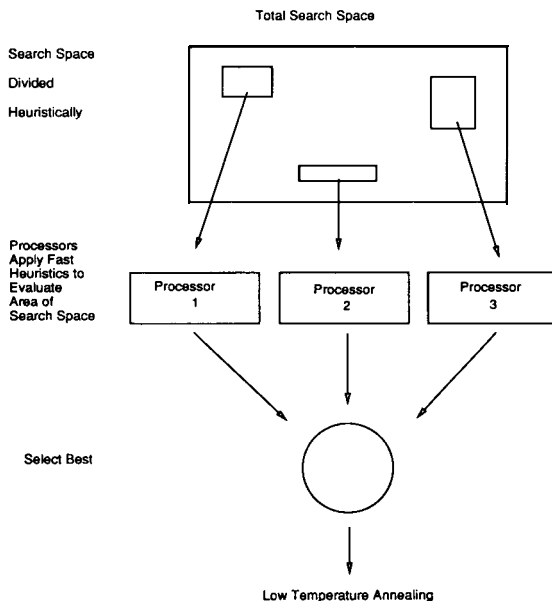 Total Search Space
Search Space
Divided
Heuristically
Processors
Apply Fast
Heuristics to
Evaluate
Area of
Search Space
Processor
1
Processor
2
Processor
3
Select Best
Low Temperature Annealing